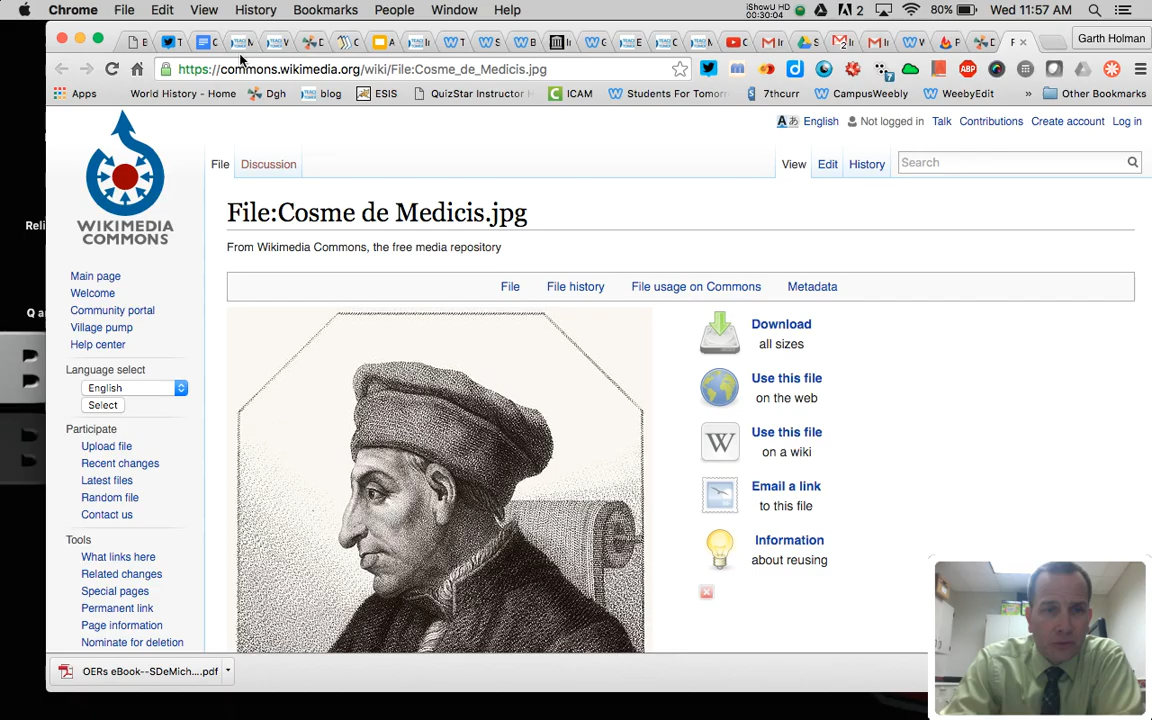 Chrome File Edit View History Bookmarks People Window Help
iShowU HD
00:30:04
2 80% Wed 11:57 AM
Garth Holman
https://commons.wikimedia.org/wiki/File:Cosme_de_Medicis.jpg
Apps World History - Home Dgh blog ESIS QuizStar Instructor ICAM Students For Tomorr 7thcurr CampusWeebly WeebyEdit » Other Bookmarks
English Not logged in Talk Contributions Create account Log in
File Discussion View Edit History Search
WIKIMEDIA
COMMONS
File:Cosme de Medicis.jpg
From Wikimedia Commons, the free media repository
File File history File usage on Commons Metadata
Main page
Welcome
Community portal
Village pump
Help center
Language select
English
Select
Participate
Upload file
Recent changes
Latest files
Random file
Contact us
Tools
What links here
Related changes
Special pages
Permanent link
Page information
Nominate for deletion
Download
all sizes
Use this file
on the web
Use this file
on a wiki
Email a link
to this file
Information
about reusing
Reli
Q a
OERs eBook--SDeMich....pdf